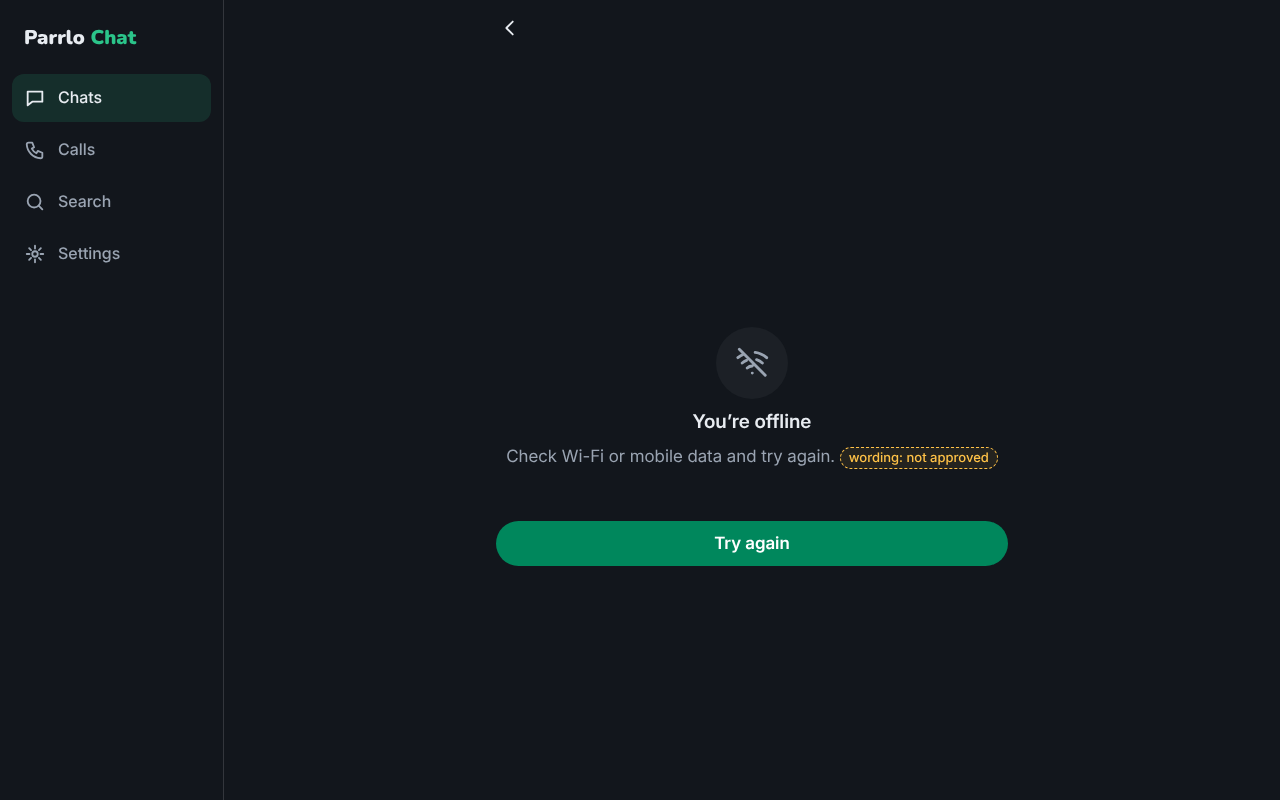 Parrlo Chat
Chats
Calls
Search
Settings
You’re offline
Check Wi-Fi or mobile data and try again. wording: not approved
Try again